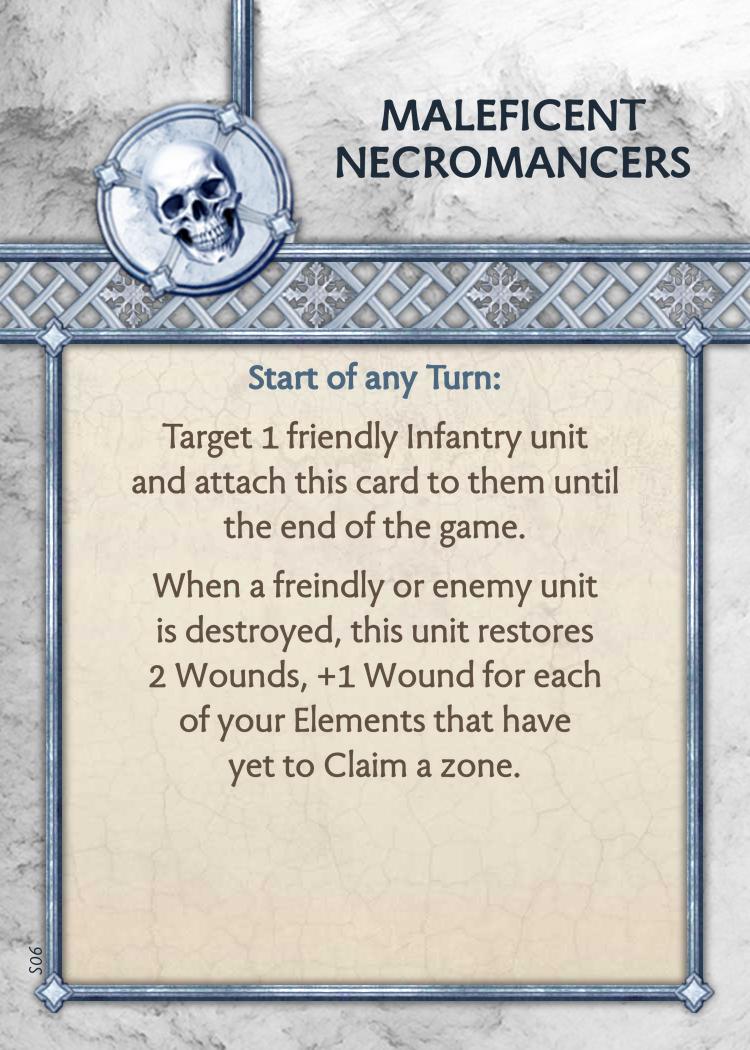 MALEFICENT
NECROMANCERS
Start of any Turn:
Target 1 friendly Infantry unit
and attach this card to them until
the end of the game.
When a freindly or enemy unit
is destroyed, this unit restores
2 Wounds, +1 Wound for each
of your Elements that have
yet to Claim a zone.
S06